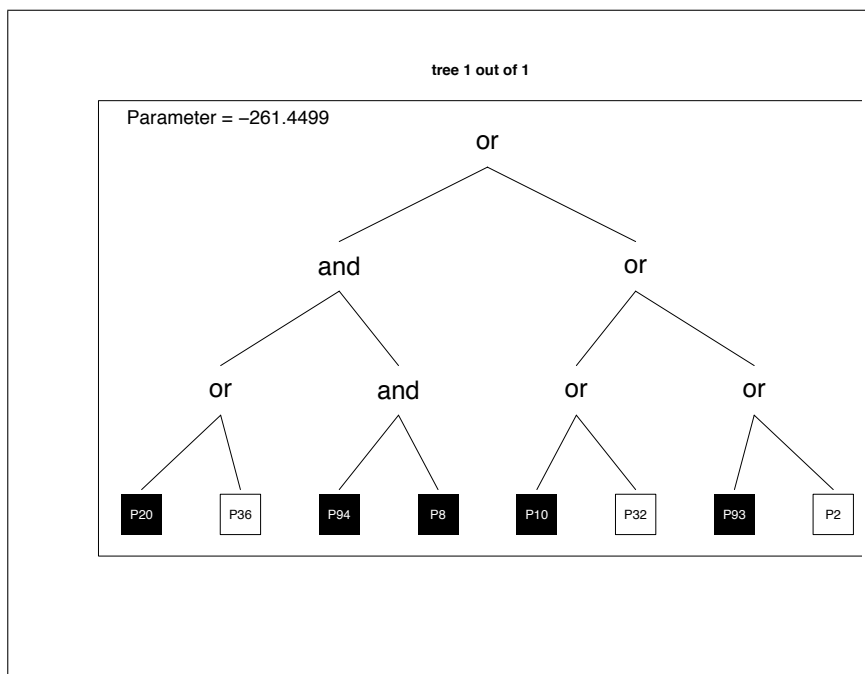 tree 1 out of 1
Parameter = −261.4499
or
and or
or and or or
P20 P36 P94 P8 P10 P32 P93 P2